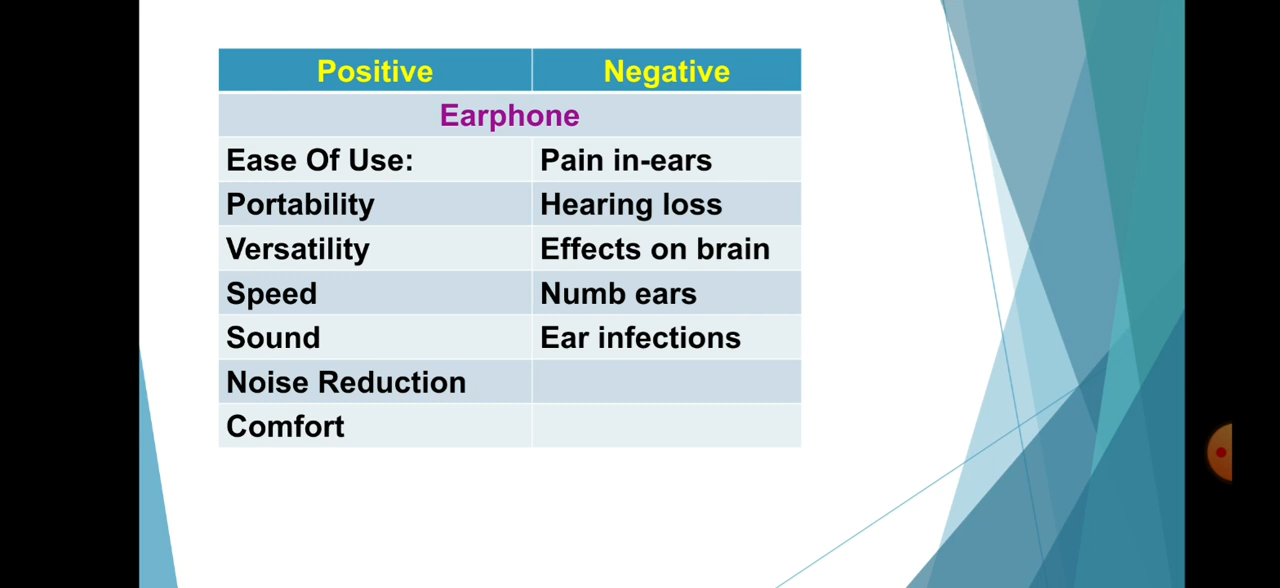 Positive Negative
Earphone
Ease Of Use: Pain in-ears
Portability Hearing loss
Versatility Effects on brain
Speed Numb ears
Sound Ear infections
Noise Reduction
Comfort